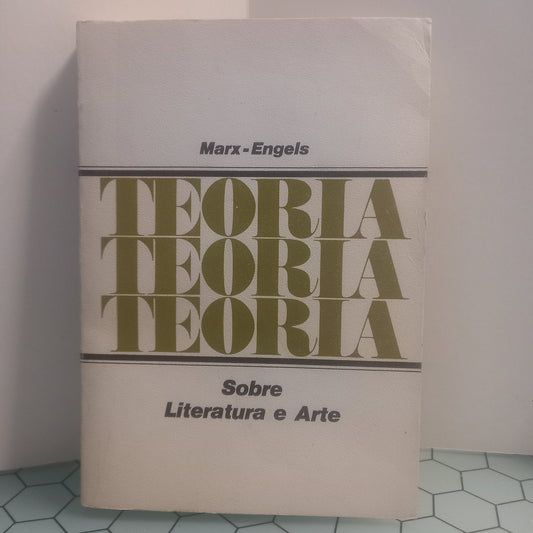 Marx-Engels
TEORIA
TEORIA
TEORIA
Sobre
Literatura e Arte